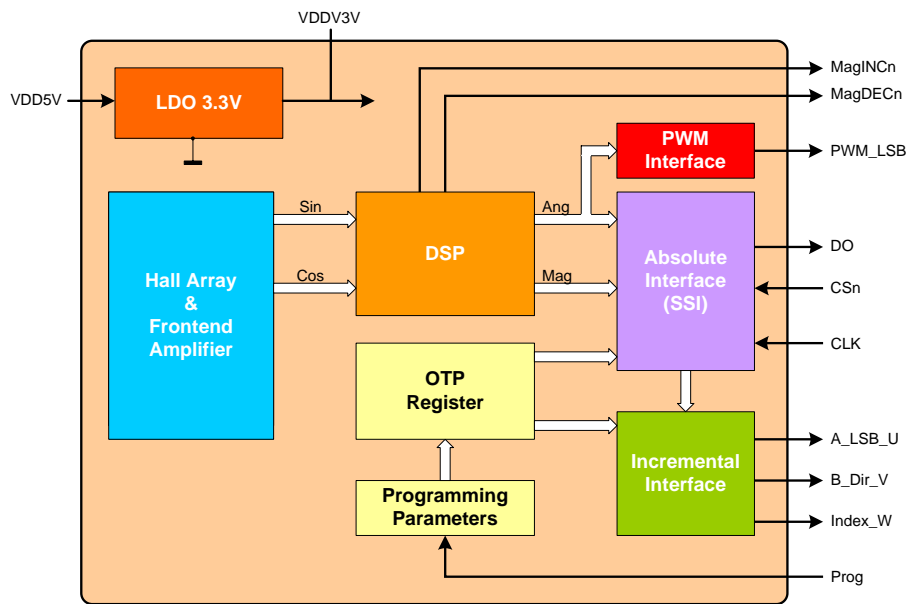 VDDV3V
VDD5V
LDO 3.3V
MagINCn
MagDECn
PWM
Interface
PWM_LSB
Sin
Cos
Hall Array
&
Frontend
Amplifier
DSP
Ang
Mag
Absolute
Interface
(SSI)
DO
CSn
CLK
OTP
Register
Programming
Parameters
Incremental
Interface
A_LSB_U
B_Dir_V
Index_W
Prog